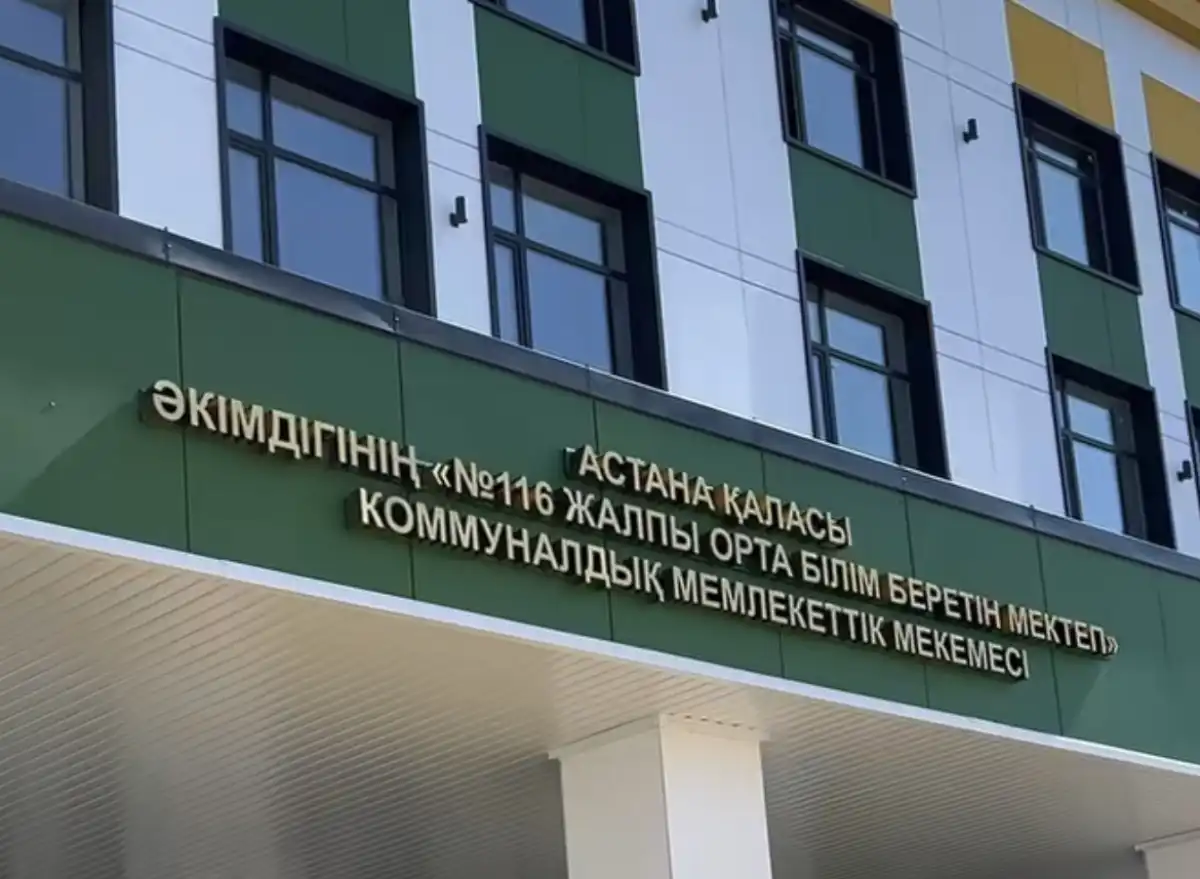 АСТАНА ҚАЛАСЫ
ӘКІМДІГІНІҢ «№116 ЖАЛПЫ ОРТА БІЛІМ БЕРЕТІН МЕКТЕП»
КОММУНАЛДЫҚ МЕМЛЕКЕТТІК МЕКЕМЕСІ